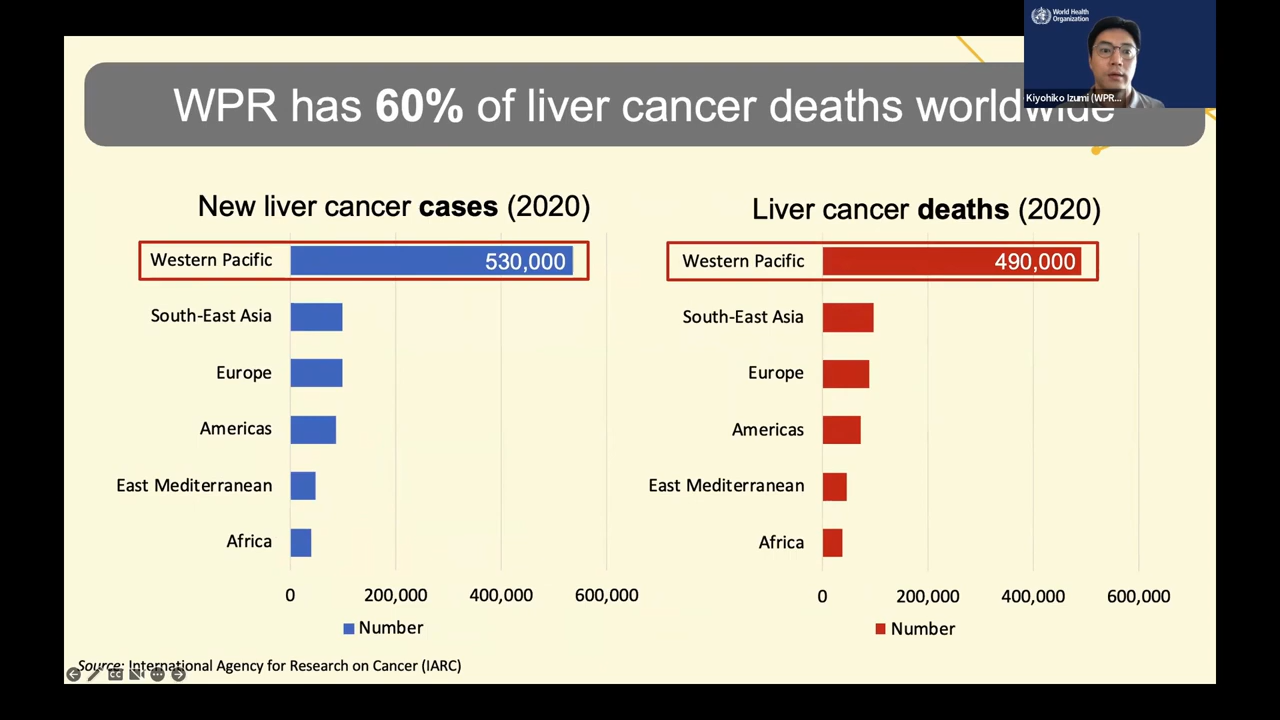 World Health
Organization
Kiyohiko Izumi (WPR...
WPR has 60% of liver cancer deaths worldwide
New liver cancer cases (2020)
Western Pacific
530,000
South-East Asia
Europe
Americas
East Mediterranean
Africa
0
200,000
400,000
600,000
Number
Liver cancer deaths (2020)
Western Pacific
490,000
South-East Asia
Europe
Americas
East Mediterranean
Africa
0
200,000
400,000
600,000
Number
Source: International Agency for Research on Cancer (IARC)